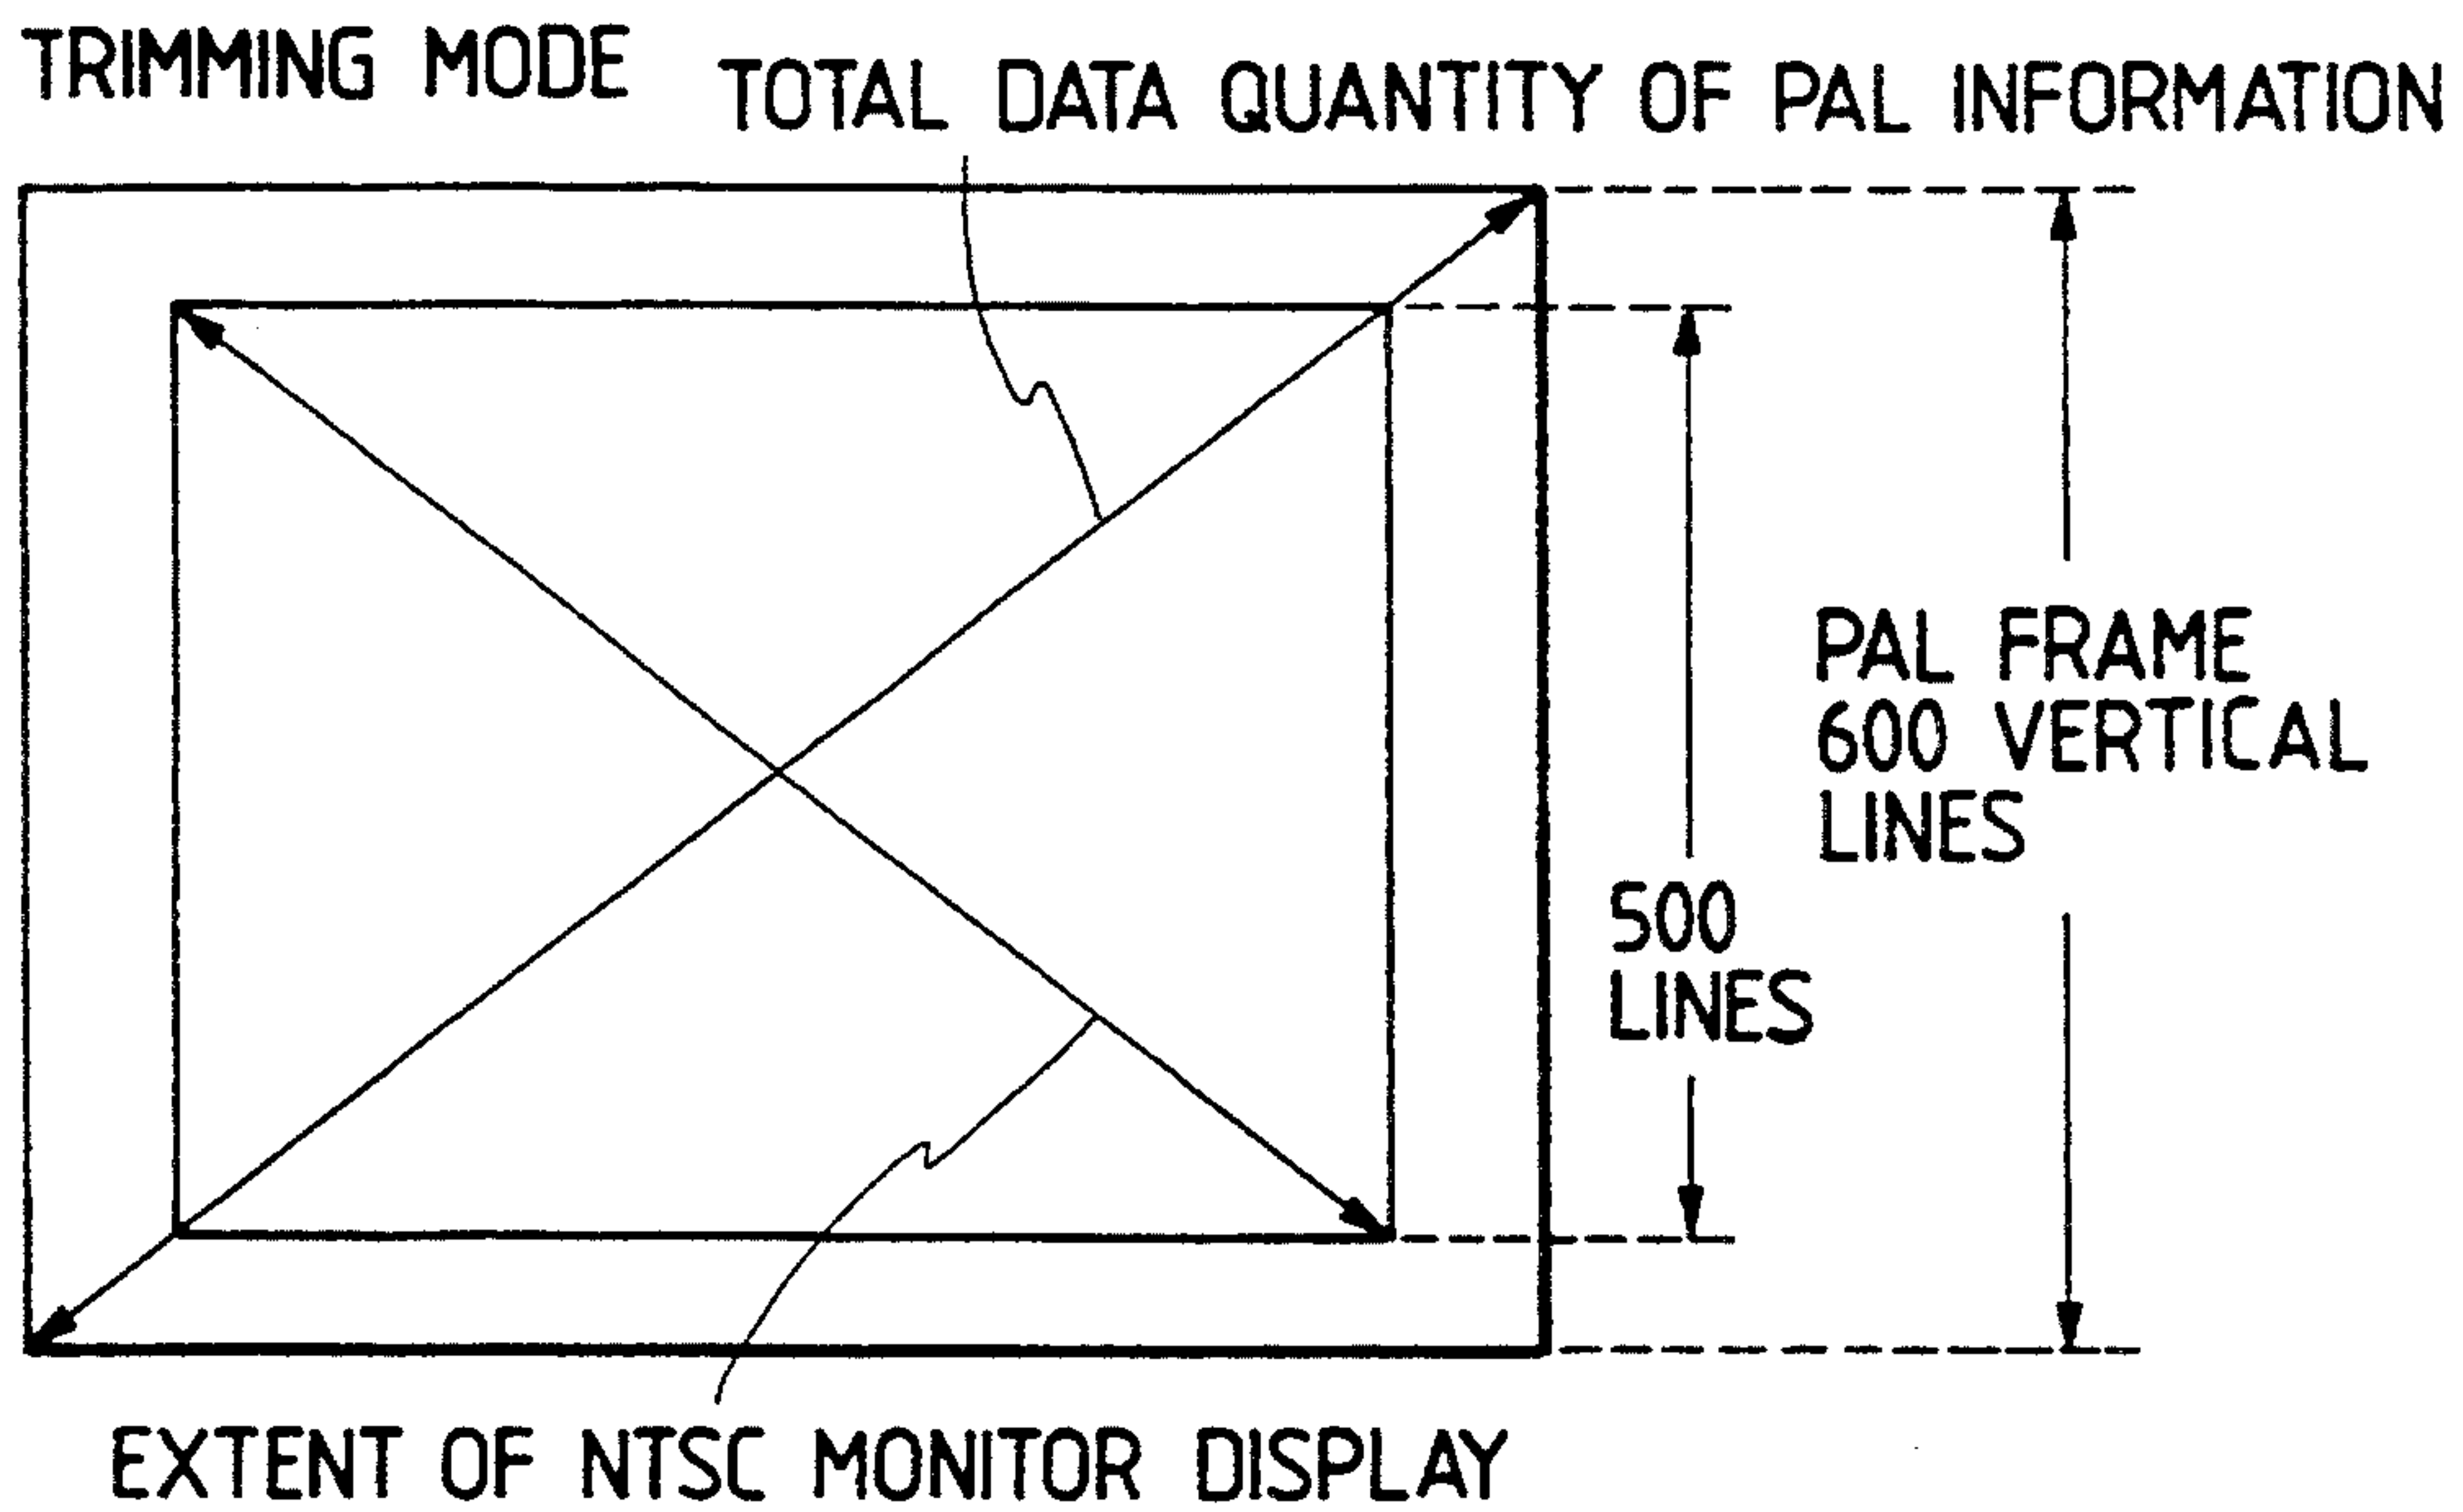 TRIMMING MODE
TOTAL DATA QUANTITY OF PAL INFORMATION
PAL FRAME
600 VERTICAL
LINES
500
LINES
EXTENT OF NTSC MONITOR DISPLAY